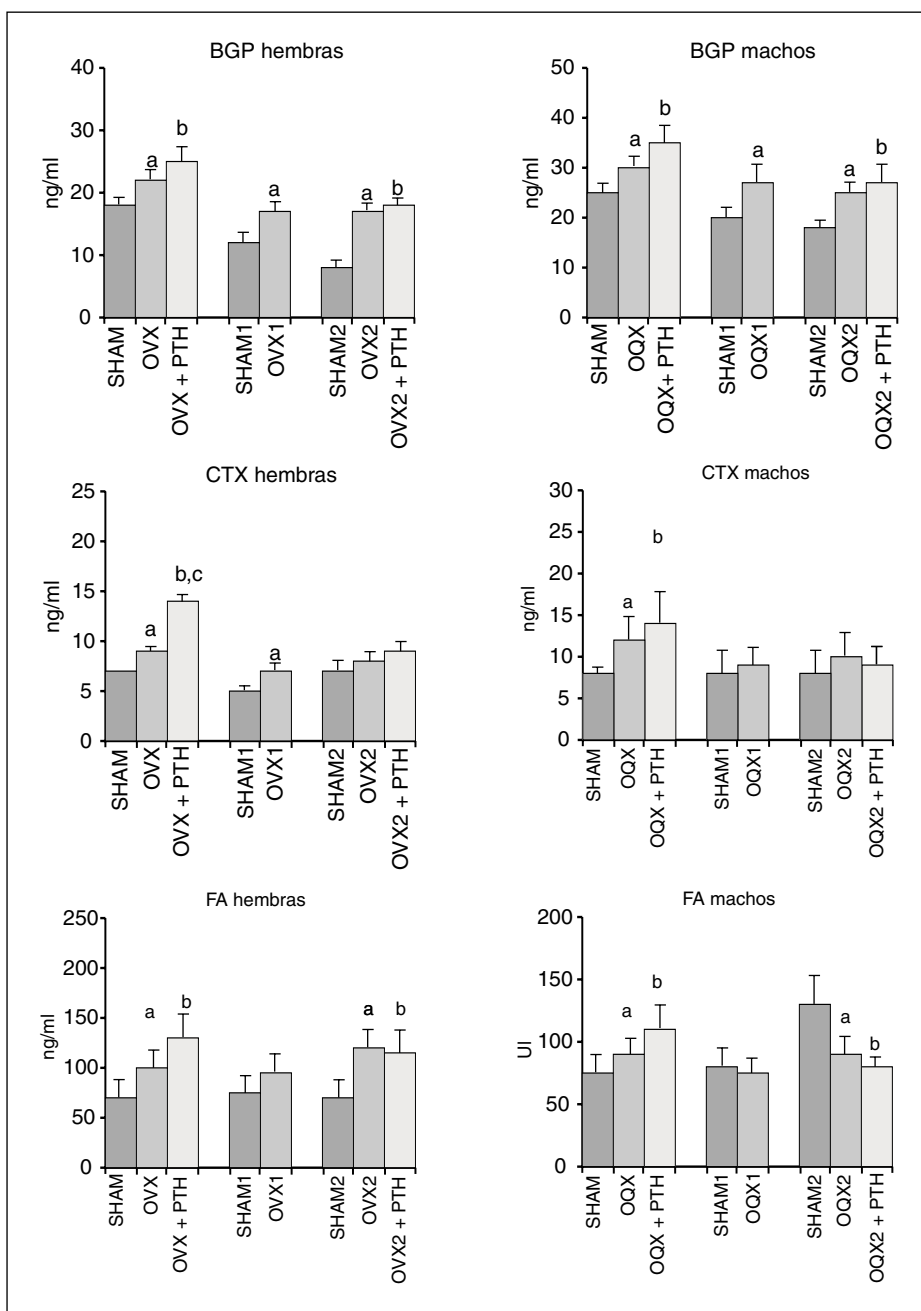 BGP hembras
40
30
20
10
0
ng/ml
a
b
a
a
b
SHAM
OVX
OVX + PTH
SHAM1
OVX1
SHAM2
OVX2
OVX2 + PTH
BGP machos
50
40
30
20
10
0
ng/ml
a
b
a
a
b
SHAM
OQX
OQX+ PTH
SHAM1
OQX1
SHAM2
OQX2
OQX2 + PTH
CTX hembras
25
20
15
10
5
0
ng/ml
a
b,c
a
SHAM
OVX
OVX + PTH
SHAM1
OVX1
SHAM2
OVX2
OVX2 + PTH
CTX machos
30
25
20
15
10
5
0
ng/ml
a
b
SHAM
OQX
OQX + PTH
SHAM1
OQX1
SHAM2
OQX2
OQX2 + PTH
FA hembras
250
200
150
100
50
0
ng/ml
a
b
a
b
SHAM
OVX
OVX + PTH
SHAM1
OVX1
SHAM2
OVX2
OVX2 + PTH
FA machos
200
150
100
50
0
UI
a
b
a
b
SHAM
OQX
OQX + PTH
SHAM1
OQX1
SHAM2
OQX2
OQX2 + PTH